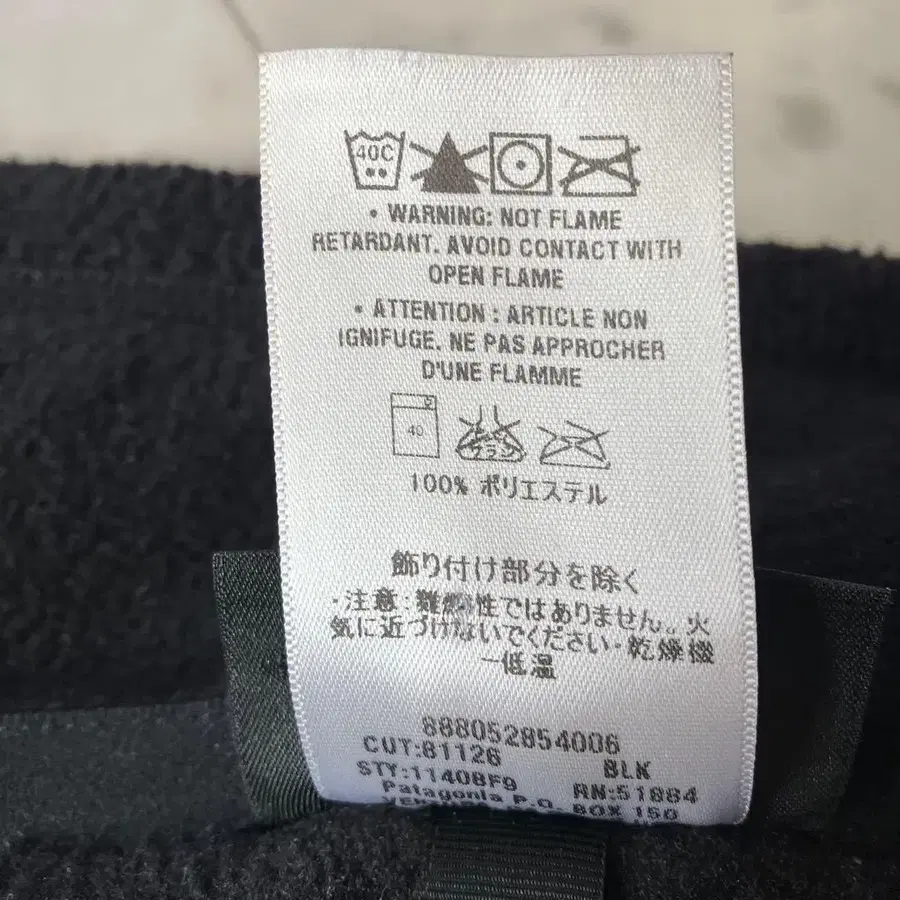 40C
• WARNING: NOT FLAME
RETARDANT. AVOID CONTACT WITH
OPEN FLAME
• ATTENTION : ARTICLE NON
IGNIFUGE. NE PAS APPROCHER
D'UNE FLAMME
40
100% ポリエステル
飾り付け部分を除く
・注意：難燃性ではありません。火
気に近づけないでください・乾燥機
ー低温
888052854006
CUT:81126 BLK
STY:11408F9 RN:51884
Patagonia P.O. BOX 150